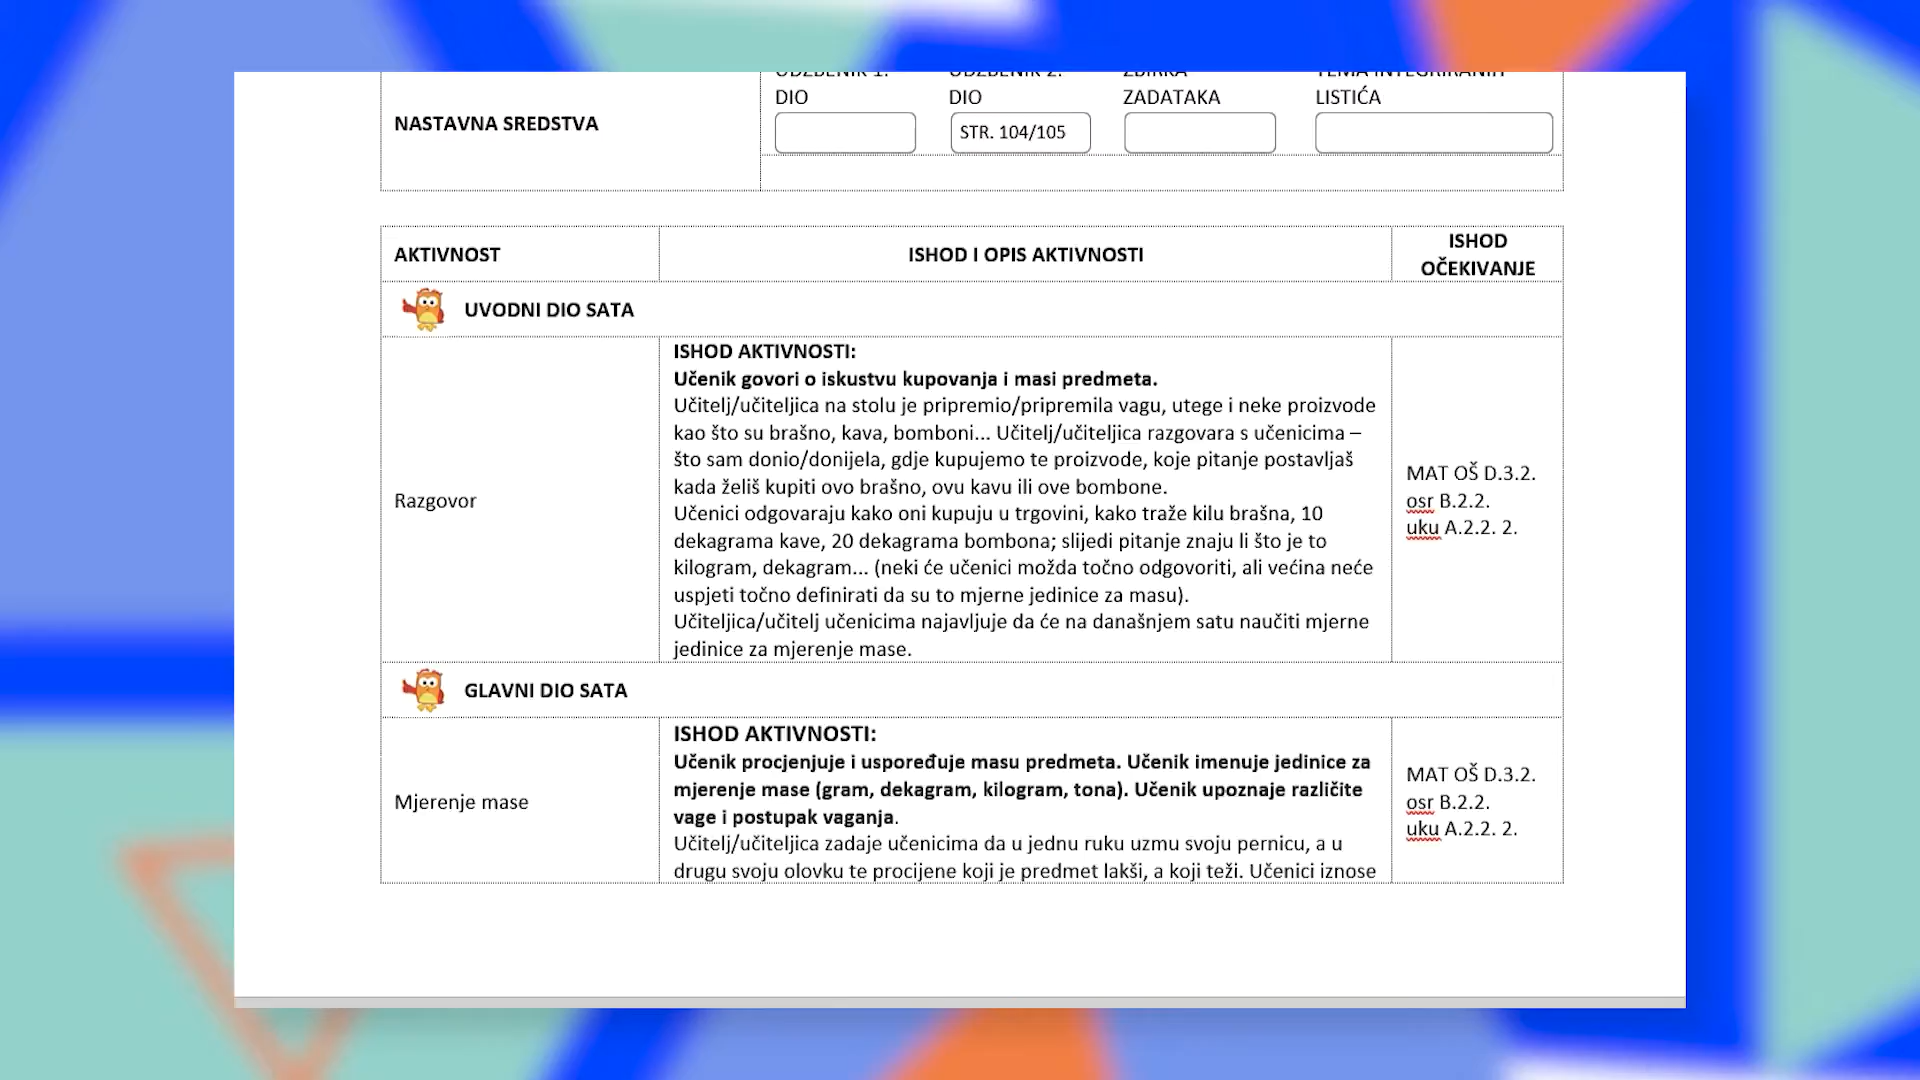 UDŽBENIK 1. UDŽBENIK 2. ZBIRKA TEMA INTEGRIRANIH
DIO DIO ZADATAKA LISTIĆA
NASTAVNA SREDSTVA
STR. 104/105
AKTIVNOST
ISHOD I OPIS AKTIVNOSTI
ISHOD
OČEKIVANJE
UVODNI DIO SATA
Razgovor
ISHOD AKTIVNOSTI:
Učenik govori o iskustvu kupovanja i masi predmeta.
Učitelj/učiteljica na stolu je pripremio/pripremila vagu, utege i neke proizvode
kao što su brašno, kava, bomboni... Učitelj/učiteljica razgovara s učenicima –
što sam donio/donijela, gdje kupujemo te proizvode, koje pitanje postavljaš
kada želiš kupiti ovo brašno, ovu kavu ili ove bombone.
Učenici odgovaraju kako oni kupuju u trgovini, kako traže kilu brašna, 10
dekagrama kave, 20 dekagrama bombona; slijedi pitanje znaju li što je to
kilogram, dekagram... (neki će učenici možda točno odgovoriti, ali većina neće
uspjeti točno definirati da su to mjerne jedinice za masu).
Učiteljica/učitelj učenicima najavljuje da će na današnjem satu naučiti mjerne
jedinice za mjerenje mase.
MAT OŠ D.3.2.
osr B.2.2.
uku A.2.2. 2.
GLAVNI DIO SATA
Mjerenje mase
ISHOD AKTIVNOSTI:
Učenik procjenjuje i uspoređuje masu predmeta. Učenik imenuje jedinice za
mjerenje mase (gram, dekagram, kilogram, tona). Učenik upoznaje različite
vage i postupak vaganja.
Učitelj/učiteljica zadaje učenicima da u jednu ruku uzmu svoju pernicu, a u
drugu svoju olovku te procijene koji je predmet lakši, a koji teži. Učenici iznose
MAT OŠ D.3.2.
osr B.2.2.
uku A.2.2. 2.